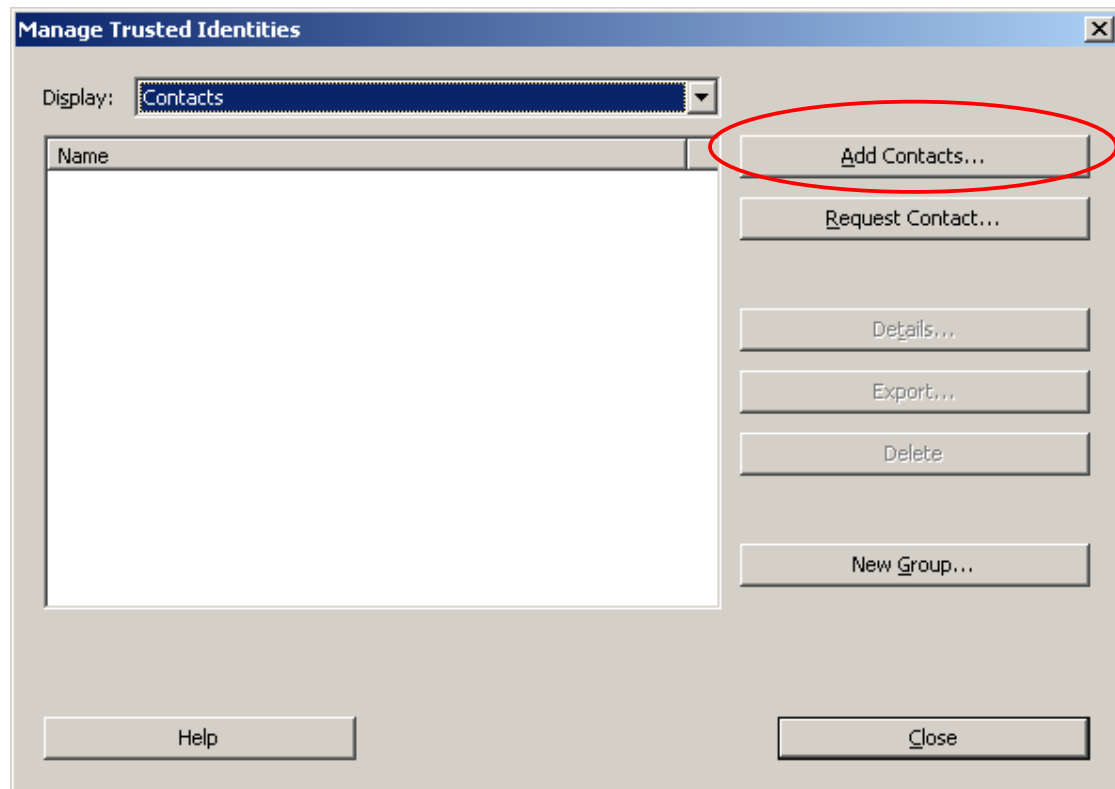 Manage Trusted Identities
Display: Contacts
Name
Add Contacts...
Request Contact...
Details...
Export...
Delete
New Group...
Help
Close